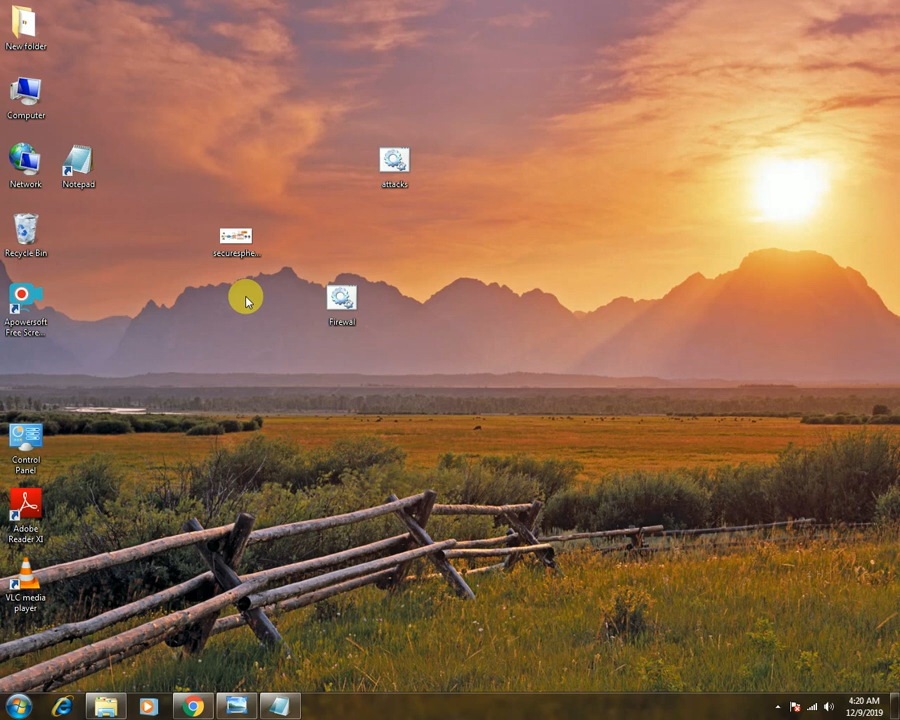 New folder
Computer
Network
Notepad
attacks
Recycle Bin
securesphe...
Apowersoft
Free Scre...
Firewal
Control
Panel
Adobe
Reader XI
VLC media
player
4:20 AM
12/9/2019